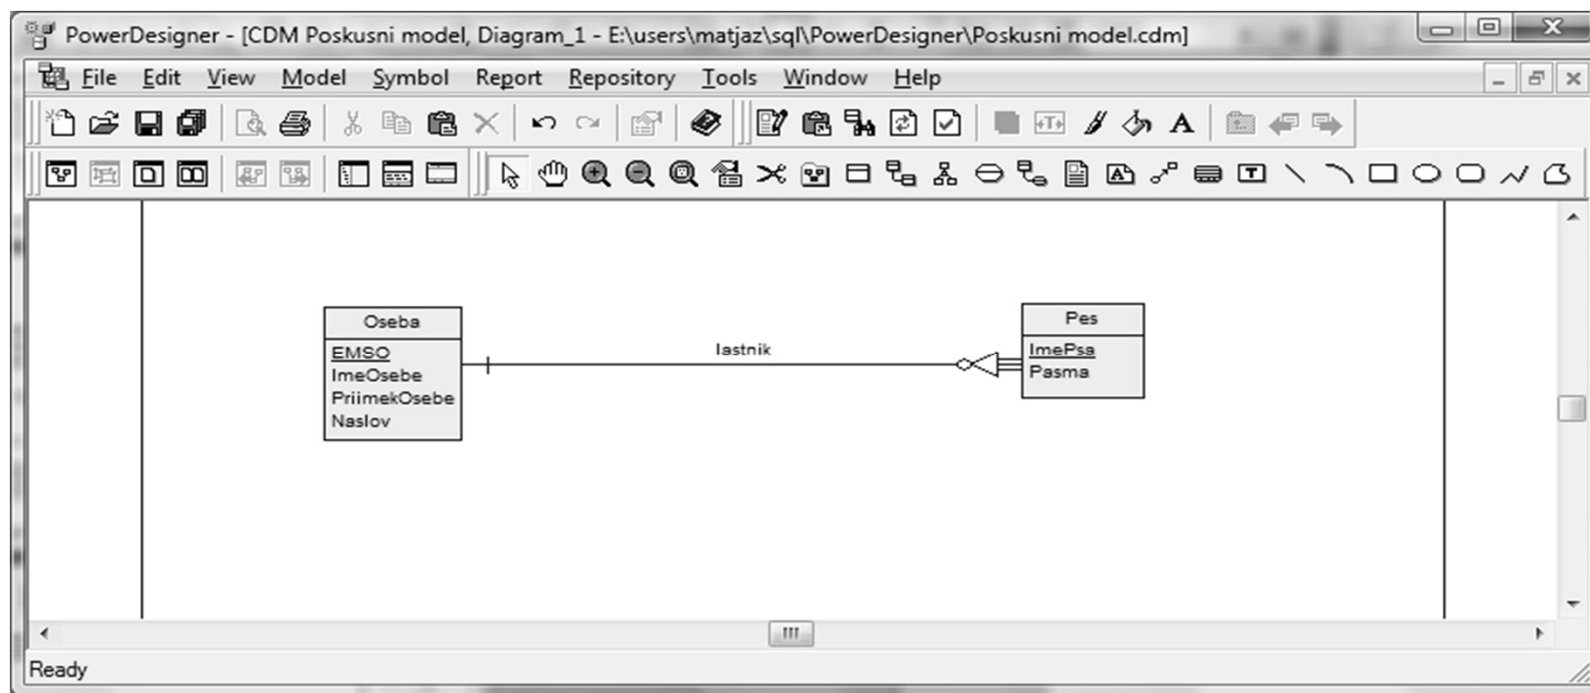 PowerDesigner - [CDM Poskusni model, Diagram_1 - E:\users\matjaz\sql\PowerDesigner\Poskusni model.cdm]
File Edit View Model Symbol Report Repository Tools Window Help
Oseba
EMSO
ImeOsebe
PriimekOsebe
Naslov
lastnik
Pes
ImePsa
Pasma
Ready